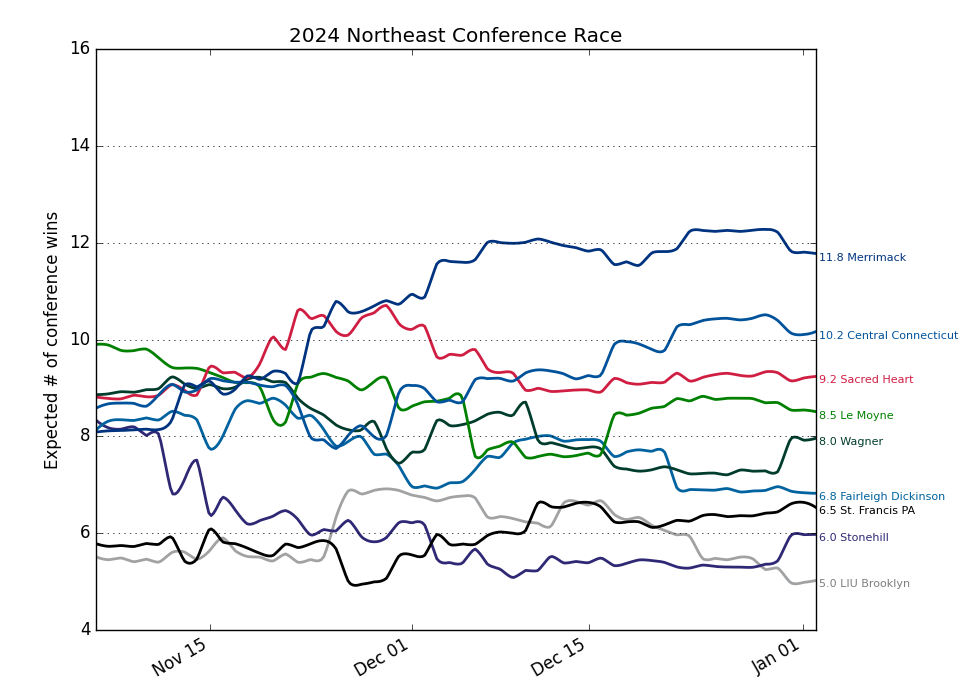 2024 Northeast Conference Race
Expected # of conference wins
16
14
12
10
8
6
4
11.8 Merrimack
10.2 Central Connecticut
9.2 Sacred Heart
8.5 Le Moyne
8.0 Wagner
6.8 Fairleigh Dickinson
6.5 St. Francis PA
6.0 Stonehill
5.0 LIU Brooklyn
Nov 15
Dec 01
Dec 15
Jan 01